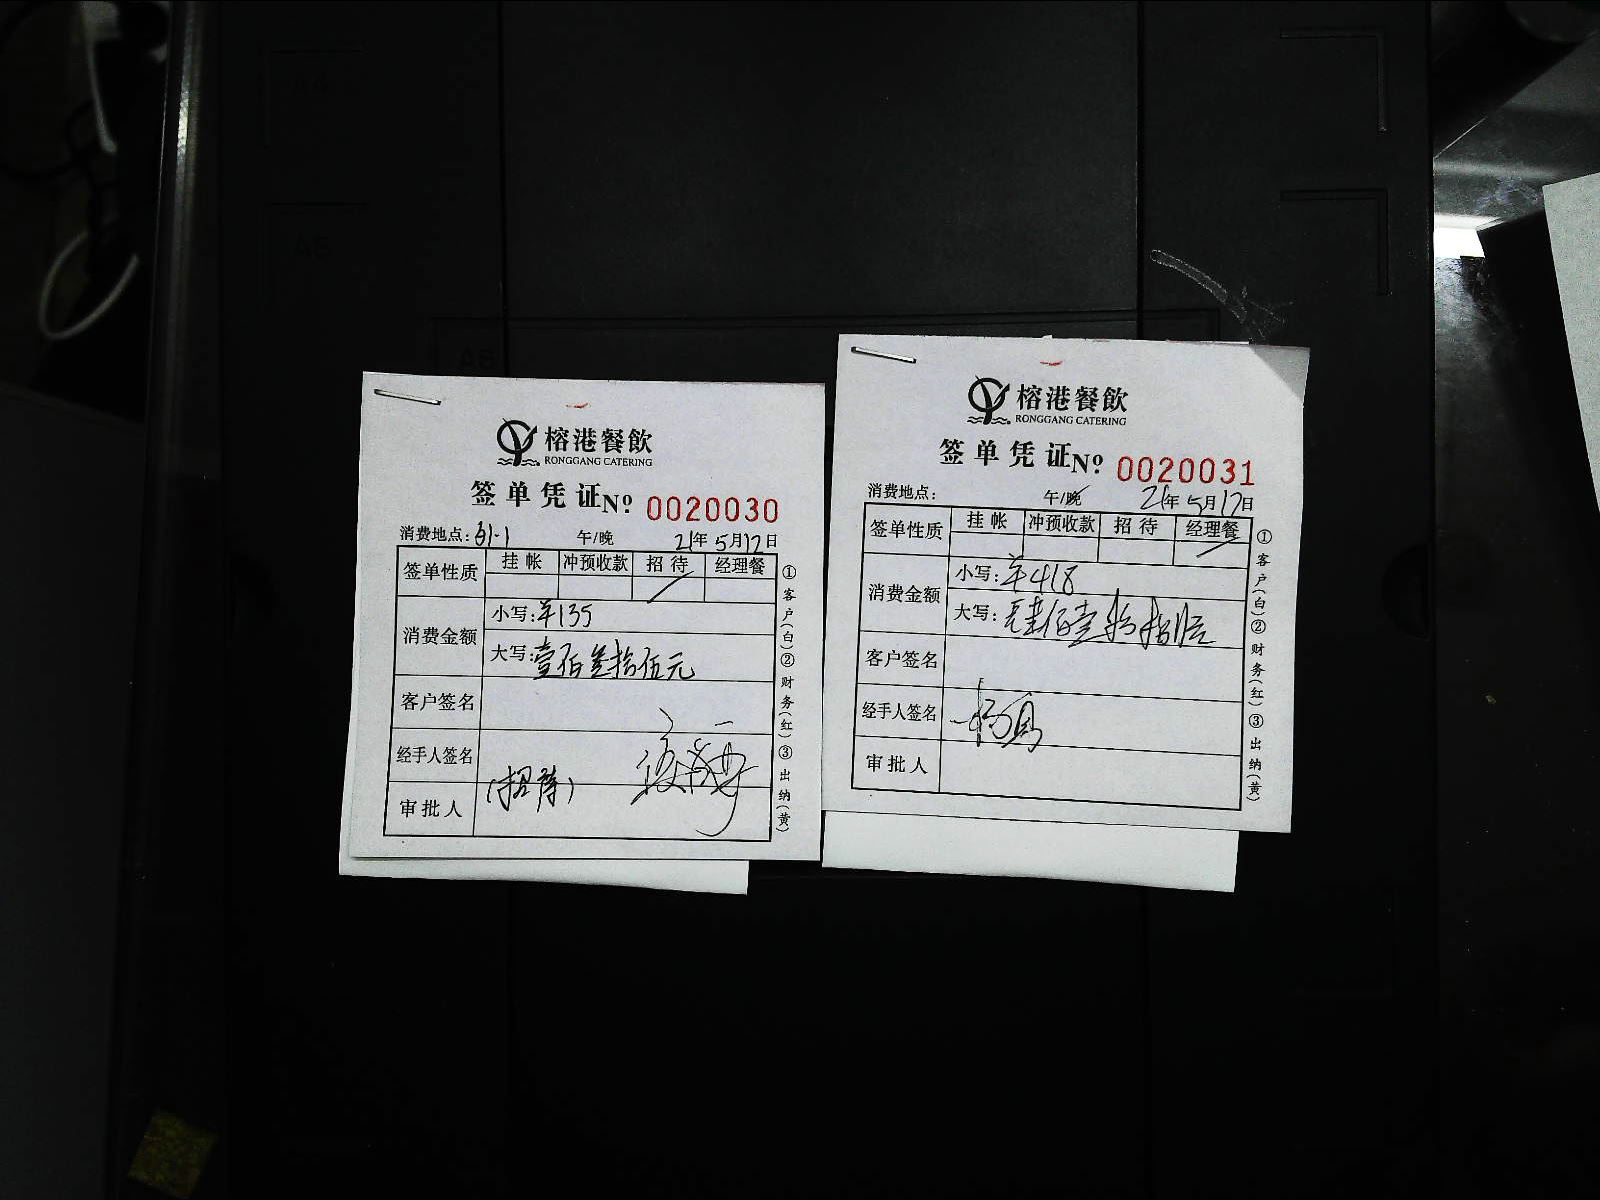 榕港餐飲
RONGGANG CATERING
签单凭证 Nº 0020030
消费地点: 午/晚 21年5月12日
签单性质 挂帐 冲预收款 招待 经理餐
消费金额
小写:¥135
大写:壹佰叁拾伍元
客户签名
经手人签名
(招待)
审批人
①客户(白)②财务(红)③出纳(黄)
榕港餐飲
RONGGANG CATERING
签单凭证 Nº 0020031
消费地点: 午/晚 21年5月17日
签单性质 挂帐 冲预收款 招待 经理餐
消费金额
小写:¥418
大写:
客户签名
经手人签名
审批人
①客户(白)②财务(红)③出纳(黄)
A5